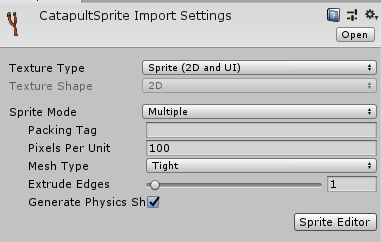 CatapultSprite Import Settings
Open
Texture Type Sprite (2D and UI)
Texture Shape 2D
Sprite Mode Multiple
Packing Tag
Pixels Per Unit 100
Mesh Type Tight
Extrude Edges 1
Generate Physics Sh
Sprite Editor